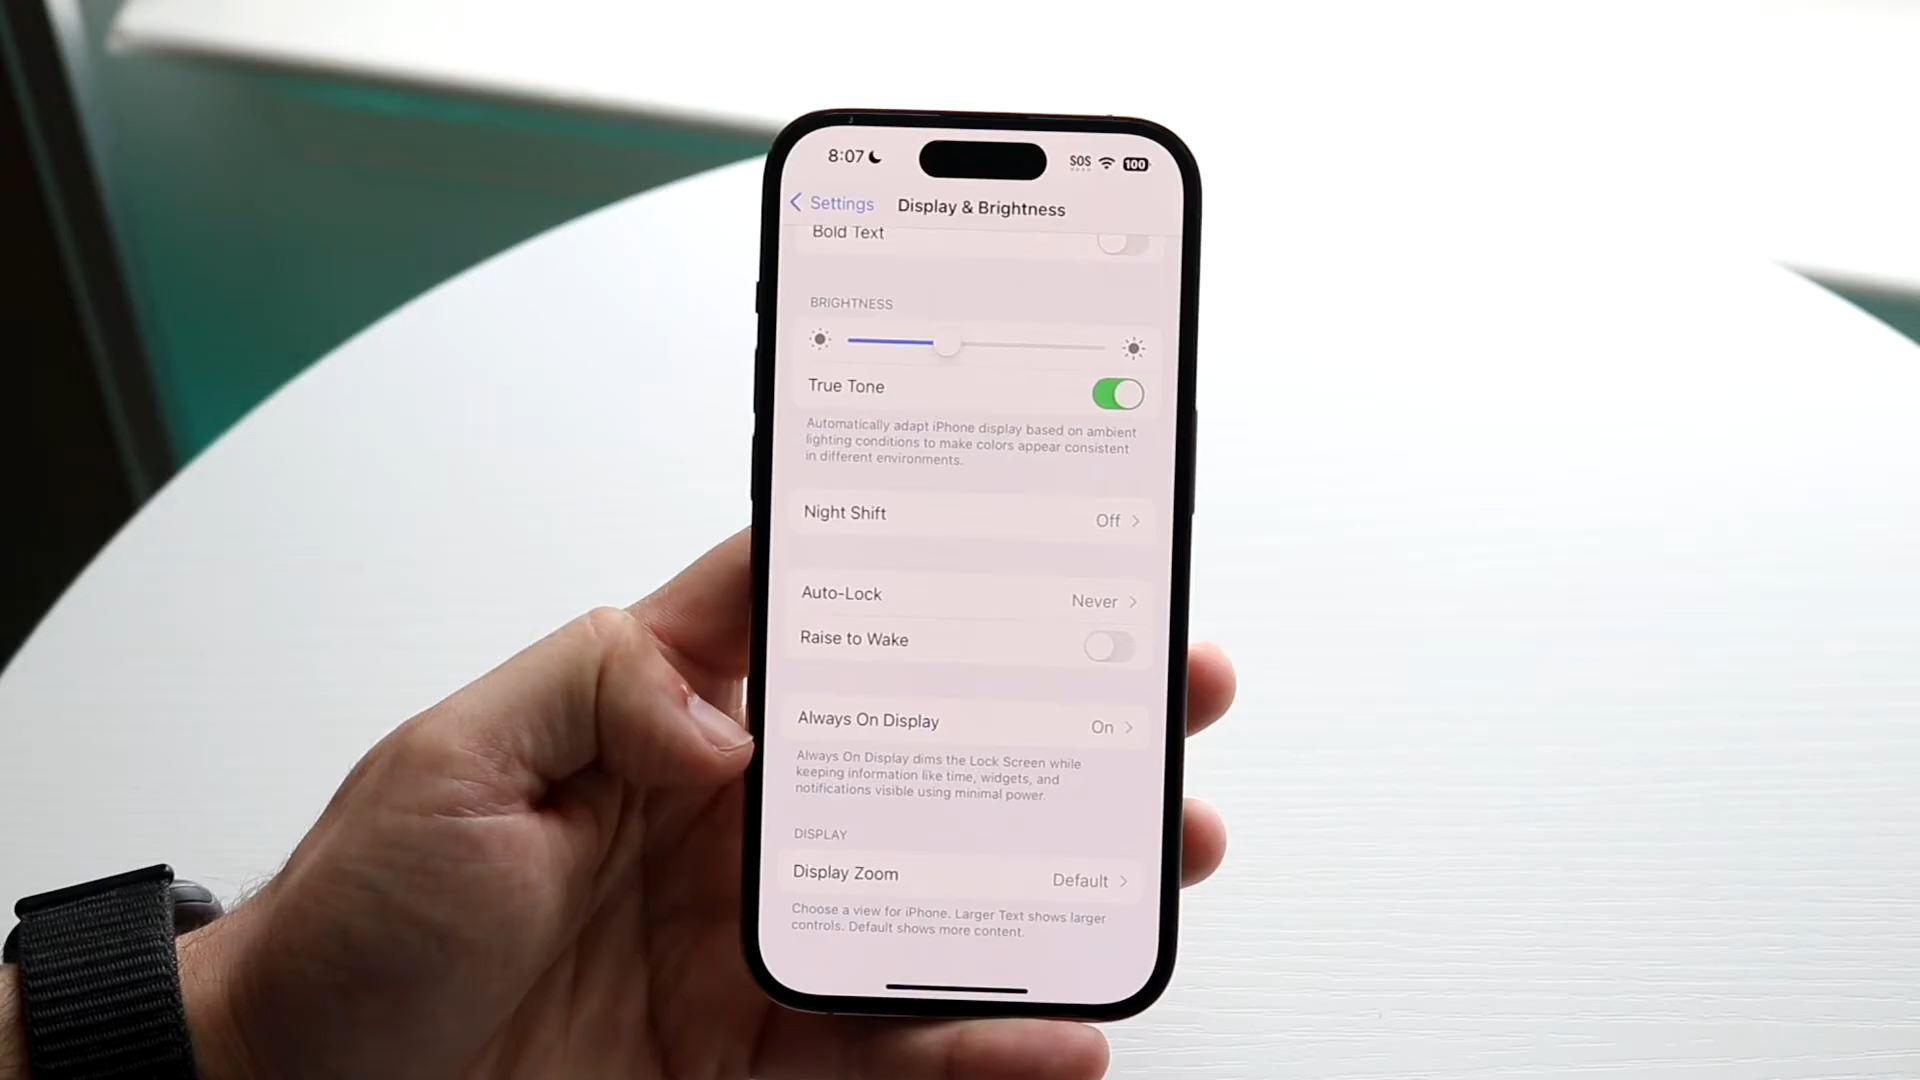 8:07 SOS 100
Settings Display & Brightness
Bold Text
BRIGHTNESS
True Tone
Automatically adapt iPhone display based on ambient
lighting conditions to make colors appear consistent
in different environments.
Night Shift Off
Auto-Lock Never
Raise to Wake
Always On Display On
Always On Display dims the Lock Screen while
keeping information like time, widgets, and
notifications visible using minimal power.
DISPLAY
Display Zoom Default
Choose a view for iPhone. Larger Text shows larger
controls. Default shows more content.